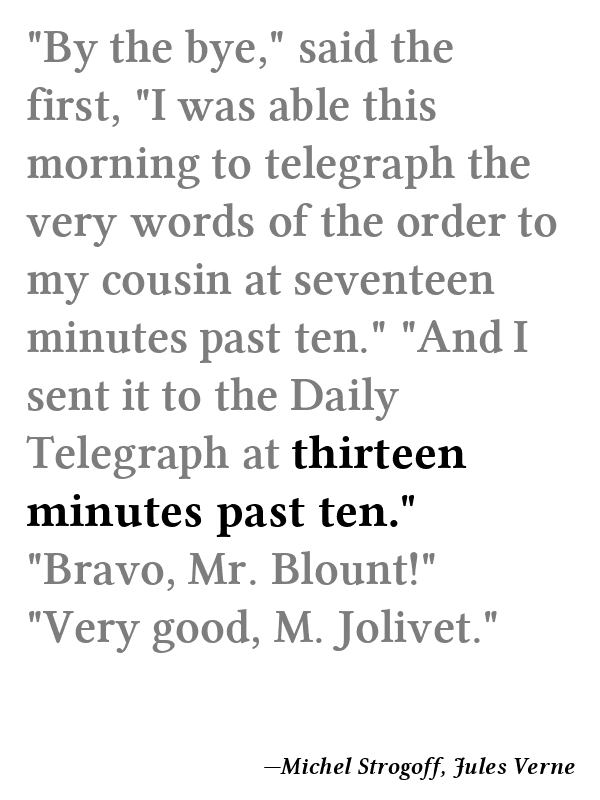 "By the bye," said the
first, "I was able this
morning to telegraph the
very words of the order to
my cousin at seventeen
minutes past ten." "And I
sent it to the Daily
Telegraph at thirteen
minutes past ten."
"Bravo, Mr. Blount!"
"Very good, M. Jolivet."
—Michel Strogoff, Jules Verne